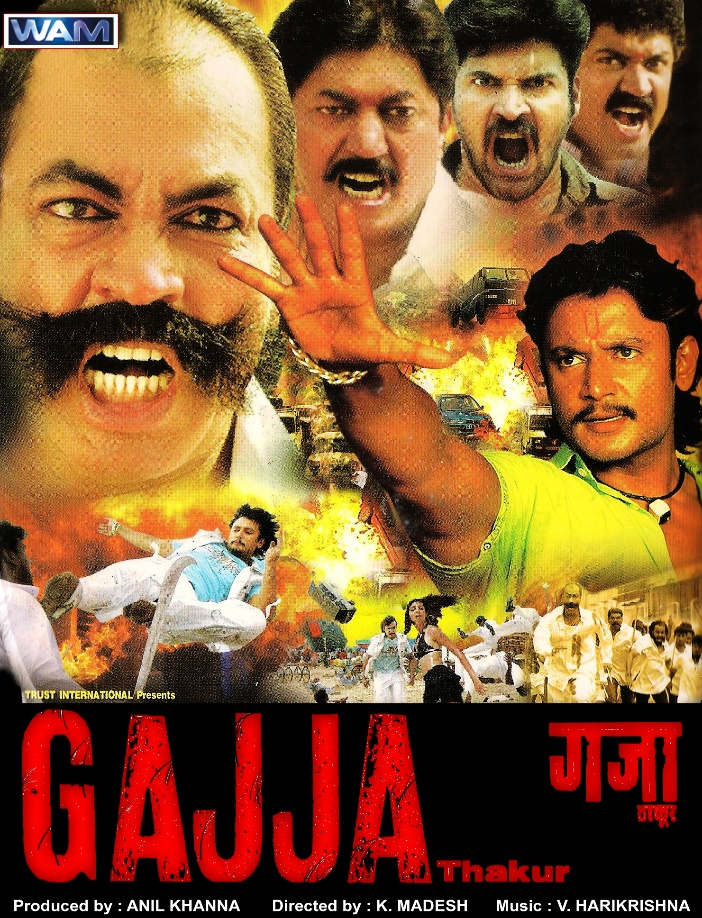 WAM
TRUST INTERNATIONAL Presents
GAJJA
Thakur
गजा
ठाकूर
Produced by : ANIL KHANNA Directed by : K. MADESH Music : V. HARIKRISHNA